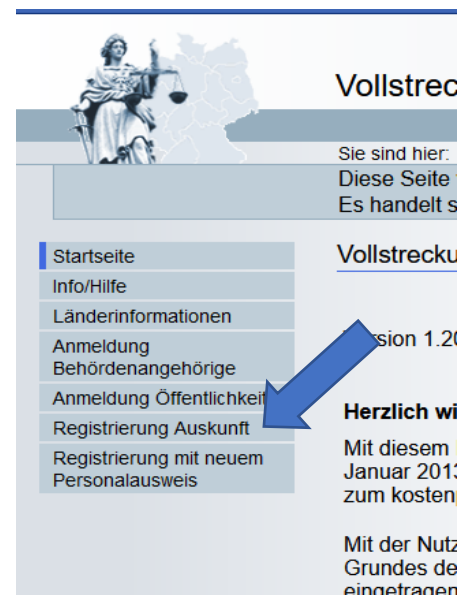 Vollstrec
Sie sind hier:
Diese Seite
Es handelt s
Startseite
Info/Hilfe
Länderinformationen
Anmeldung
Behördenangehörige
Anmeldung Öffentlichkeit
Registrierung Auskunft
Registrierung mit neuem
Personalausweis
Vollstrecku
sion 1.20
Herzlich wi
Mit diesem
Januar 2013
zum kostenp
Mit der Nutz
Grundes de
eingetragen